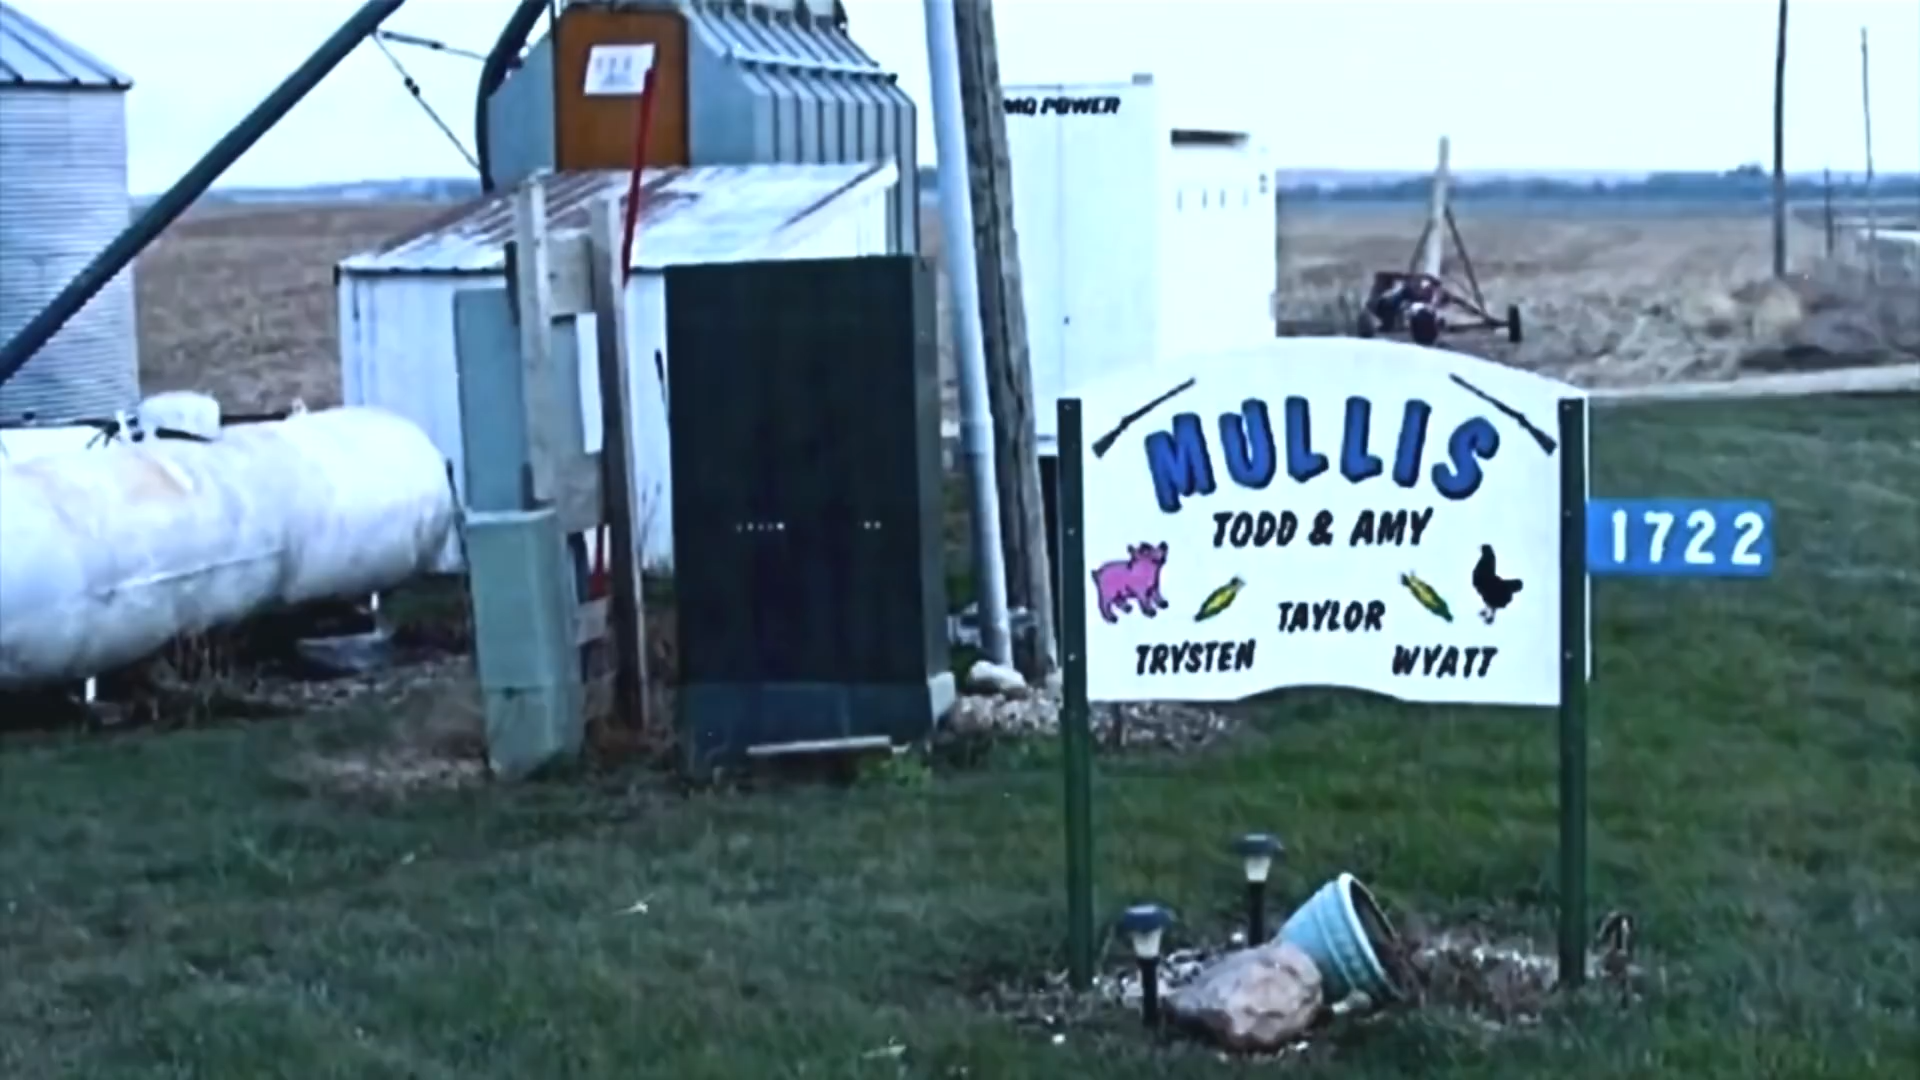 MQ POWER
MULLIS
TODD & AMY
TAYLOR
TRYSTEN
WYATT
1722